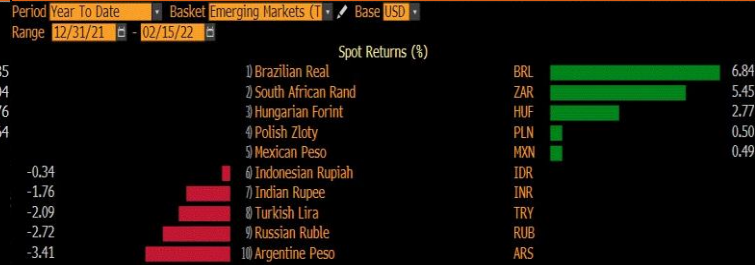 Period Year To Date Basket Emerging Markets (T Base USD
Range 12/31/21 - 02/15/22
Spot Returns (%)
35 1) Brazilian Real BRL 6.84
04 2) South African Rand ZAR 5.45
76 3) Hungarian Forint HUF 2.77
54 4) Polish Zloty PLN 0.50
5) Mexican Peso MXN 0.49
-0.34 6) Indonesian Rupiah IDR
-1.76 7) Indian Rupee INR
-2.09 8) Turkish Lira TRY
-2.72 9) Russian Ruble RUB
-3.41 10) Argentine Peso ARS